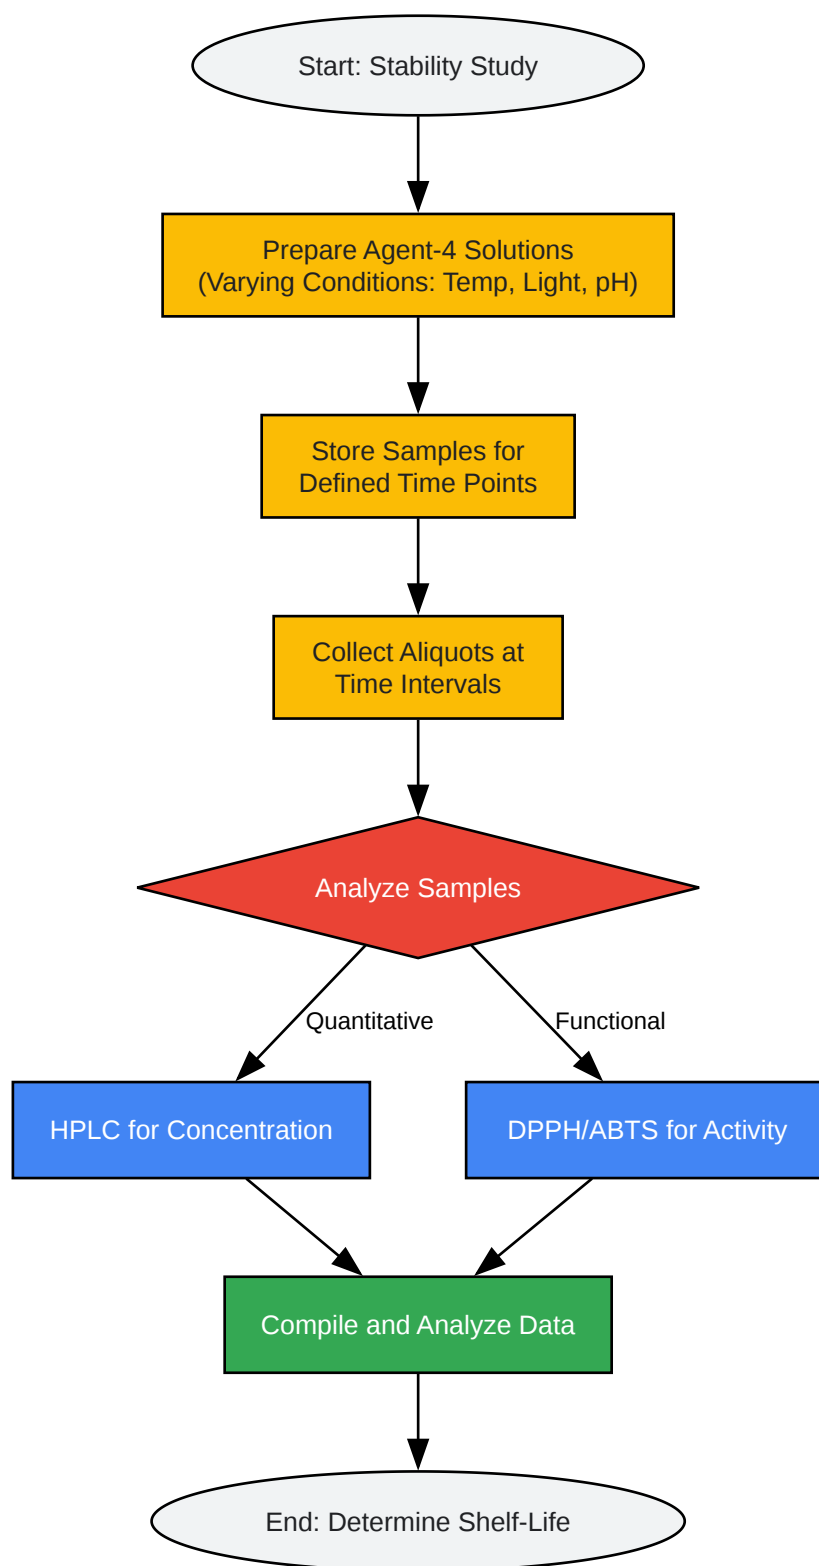 Start: Stability Study
Prepare Agent-4 Solutions
(Varying Conditions: Temp, Light, pH)
Store Samples for
Defined Time Points
Collect Aliquots at
Time Intervals
Analyze Samples
Quantitative
Functional
HPLC for Concentration
DPPH/ABTS for Activity
Compile and Analyze Data
End: Determine Shelf-Life